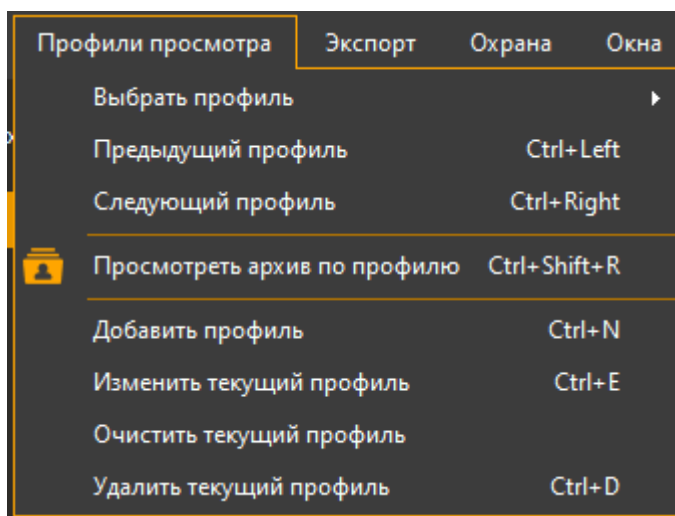 Профили просмотра Экспорт Охрана Окна
Выбрать профиль
Предыдущий профиль Ctrl+Left
Следующий профиль Ctrl+Right
Просмотреть архив по профилю Ctrl+Shift+R
Добавить профиль Ctrl+N
Изменить текущий профиль Ctrl+E
Очистить текущий профиль
Удалить текущий профиль Ctrl+D